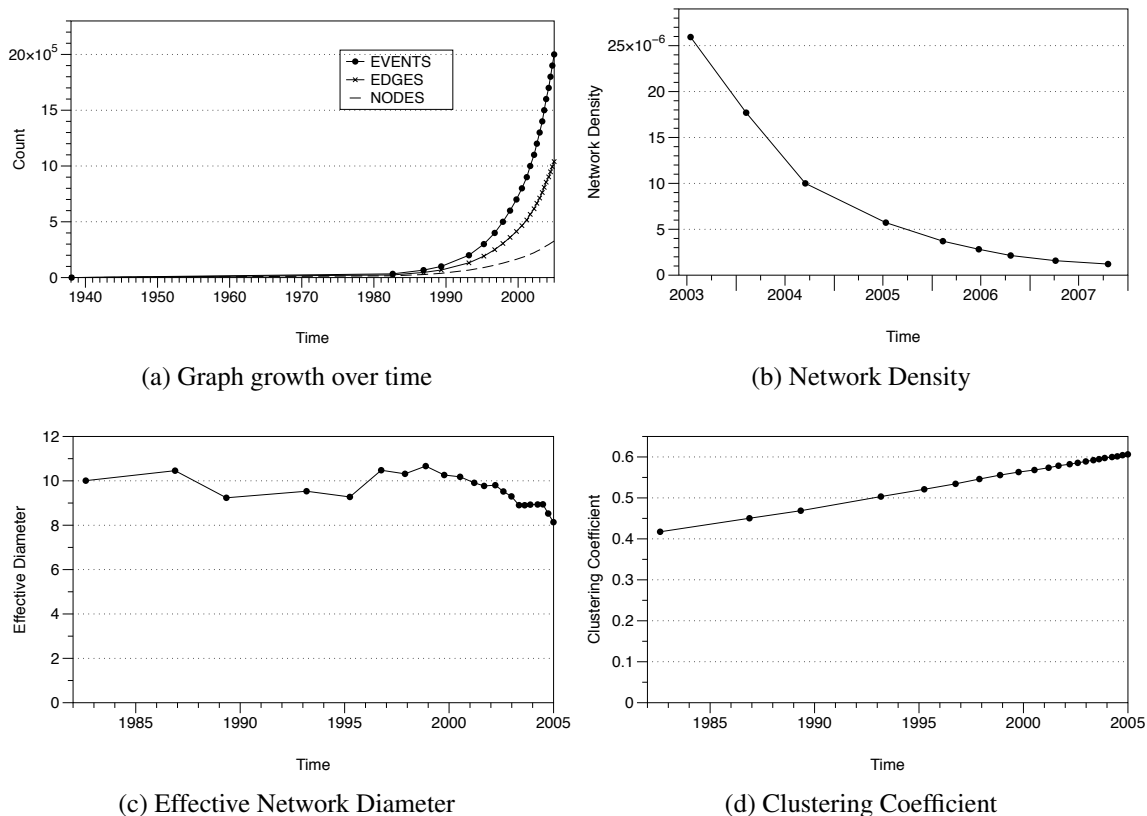 20×10⁵
15
10
5
0
Count
EVENTS
EDGES
NODES
1940 1950 1960 1970 1980 1990 2000
Time
(a) Graph growth over time
25×10⁻⁶
20
15
10
5
0
Network Density
2003 2004 2005 2006 2007
Time
(b) Network Density
12
10
8
6
4
2
0
Effective Diameter
1985 1990 1995 2000 2005
Time
(c) Effective Network Diameter
0.6
0.5
0.4
0.3
0.2
0.1
0
Clustering Coefficient
1985 1990 1995 2000 2005
Time
(d) Clustering Coefficient